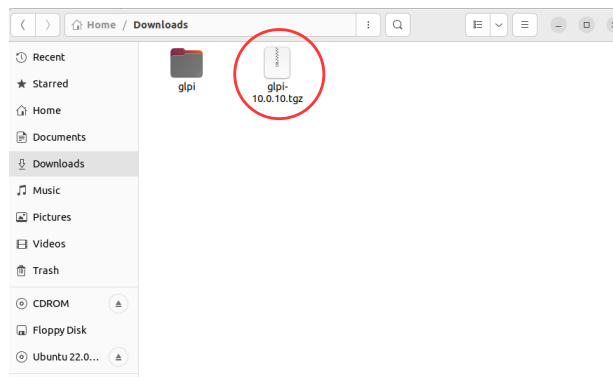 Home / Downloads
Recent
Starred
Home
Documents
Downloads
Music
Pictures
Videos
Trash
CDROM
Floppy Disk
Ubuntu 22.0...
glpi
glpi-
10.0.10.tgz